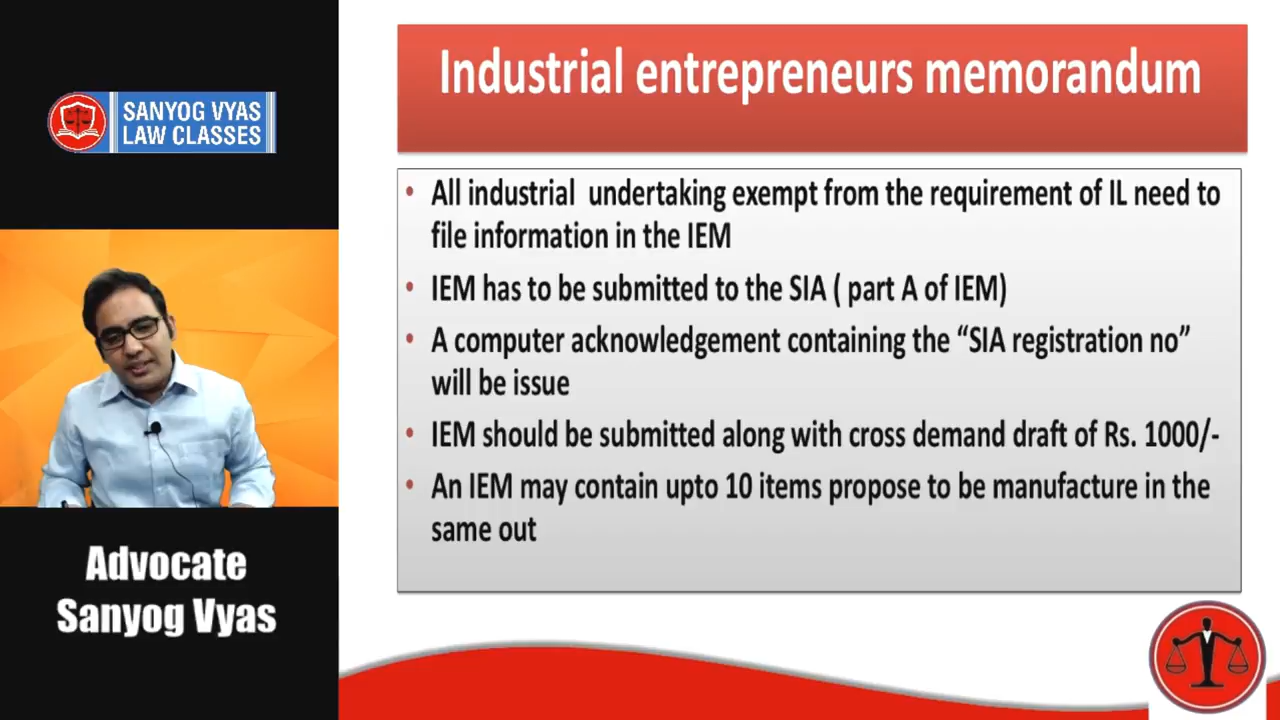 SANYOG VYAS
LAW CLASSES
Advocate
Sanyog Vyas
Industrial entrepreneurs memorandum
• All industrial undertaking exempt from the requirement of IL need to
file information in the IEM
• IEM has to be submitted to the SIA ( part A of IEM)
• A computer acknowledgement containing the “SIA registration no”
will be issue
• IEM should be submitted along with cross demand draft of Rs. 1000/-
• An IEM may contain upto 10 items propose to be manufacture in the
same out